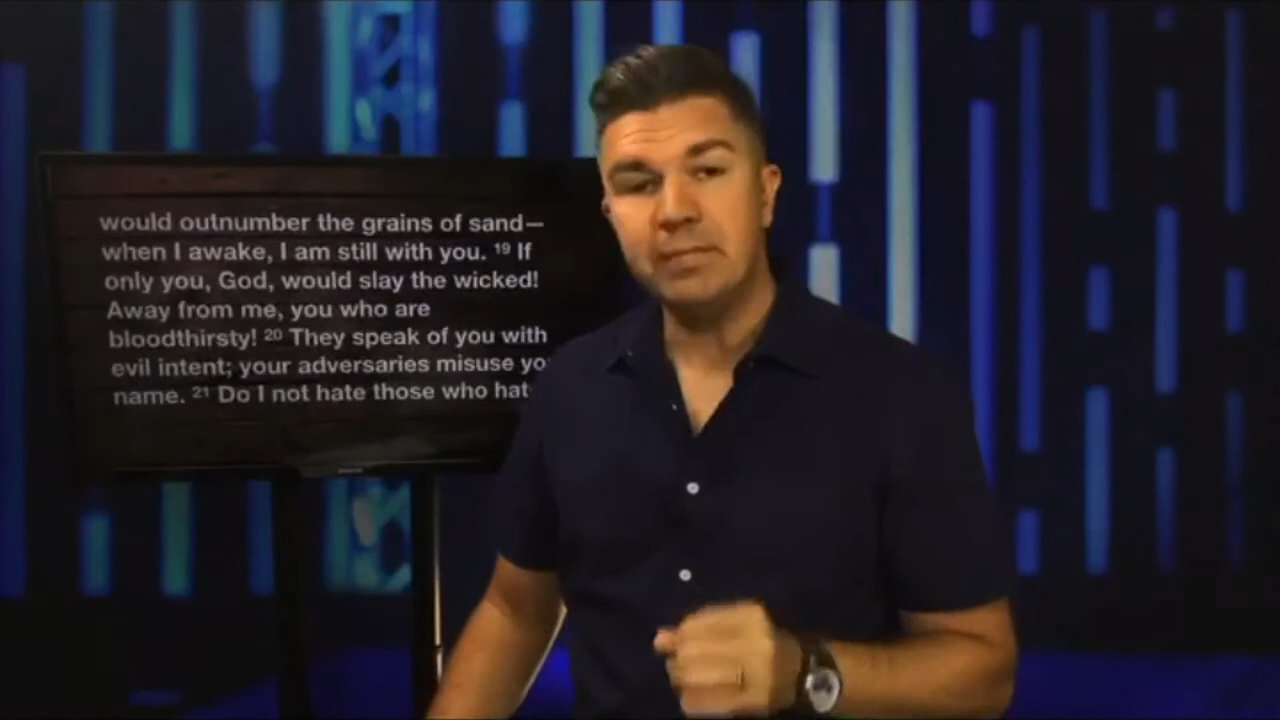 would outnumber the grains of sand—
when I awake, I am still with you. 19 If
only you, God, would slay the wicked!
Away from me, you who are
bloodthirsty! 20 They speak of you with
evil intent; your adversaries misuse yo
name. 21 Do I not hate those who hat